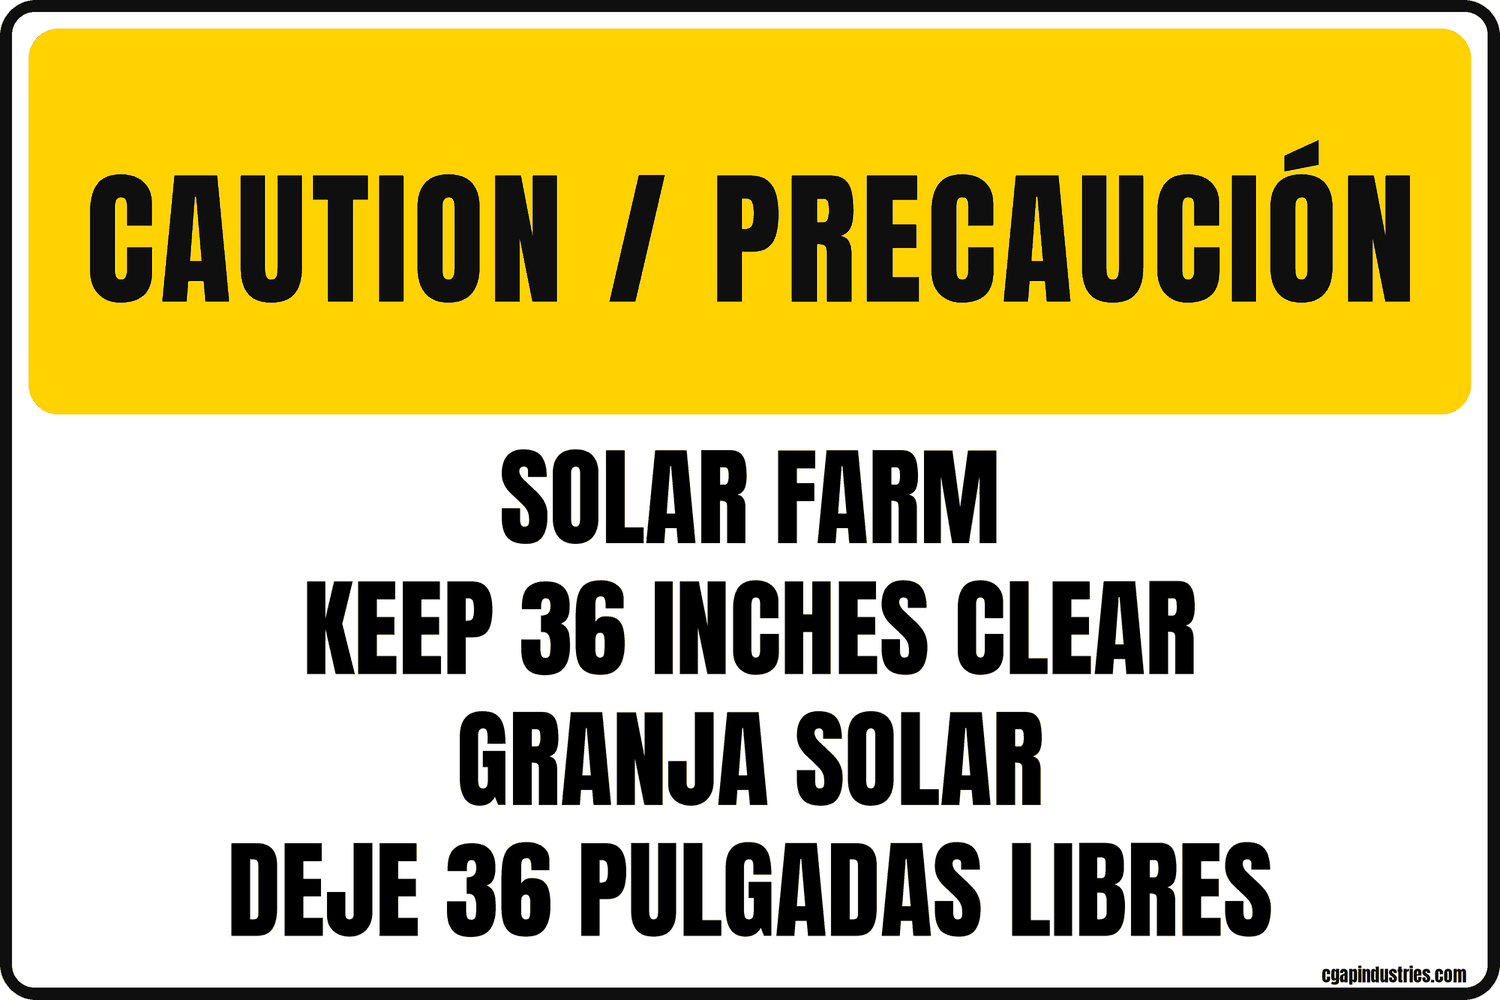 CAUTION / PRECAUCIÓN
SOLAR FARM
KEEP 36 INCHES CLEAR
GRANJA SOLAR
DEJE 36 PULGADAS LIBRES
cgapindustries.com